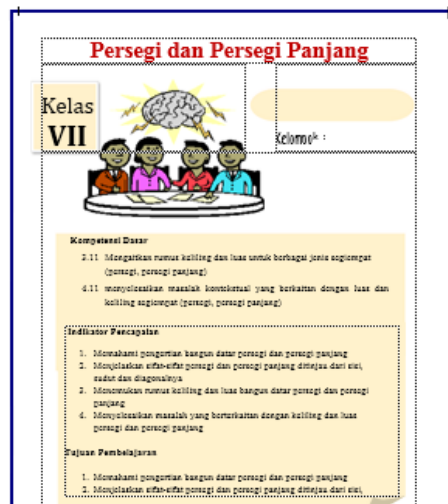 Persegi dan Persegi Panjang
Kelas
VII
Kelompok :
Kompetensi Dasar
3.11 Mengaitkan rumus keliling dan luas untuk berbagai jenis segiempat
(persegi, persegi panjang)
4.11 menyelesaikan masalah kontekstual yang berkaitan dengan luas dan
keliling segiempat (persegi, persegi panjang)
Indikator Pencapaian
1. Memahami pengertian bangun datar persegi dan persegi panjang
2. Menjelaskan sifat-sifat persegi dan persegi panjang ditinjau dari sisi,
sudut dan diagonalnya
3. Menemukan rumus keliling dan luas bangun datar persegi dan persegi
panjang
4. Menyelesaikan masalah yang berterkaitan dengan keliling dan luas
persegi dan persegi panjang
Tujuan Pembelajaran
1. Memahami pengertian bangun datar persegi dan persegi panjang
2. Menjelaskan sifat-sifat persegi dan persegi panjang ditinjau dari sisi,